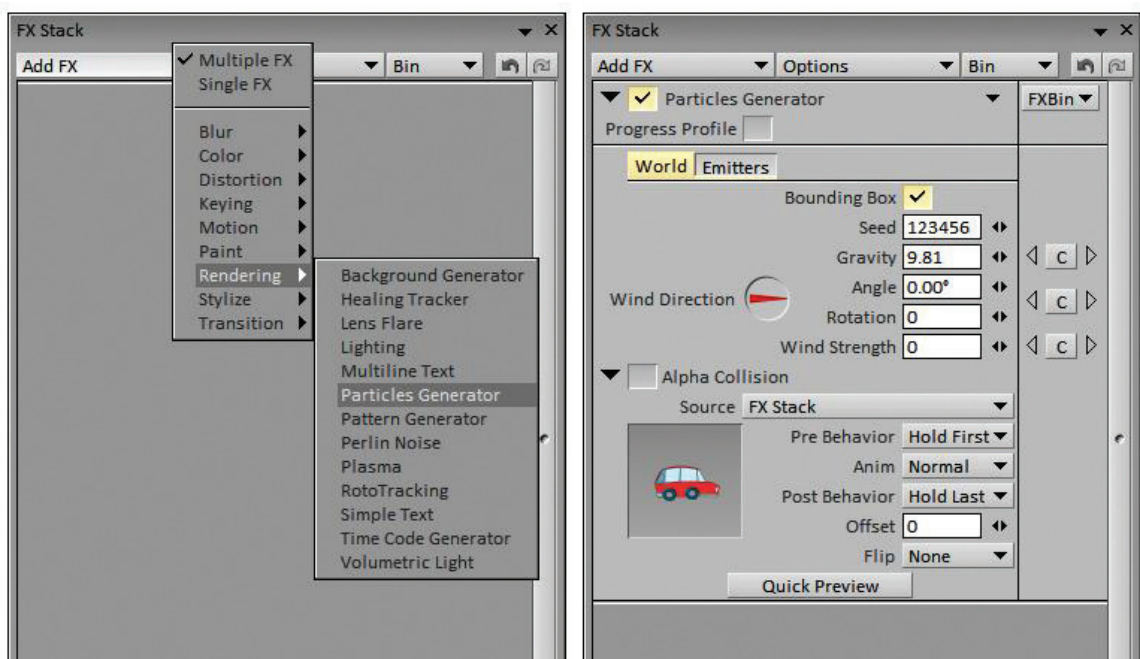 FX Stack
Add FX
Bin
Multiple FX
Single FX
Blur
Color
Distortion
Keying
Motion
Paint
Rendering
Stylize
Transition
Background Generator
Healing Tracker
Lens Flare
Lighting
Multiline Text
Particles Generator
Pattern Generator
Perlin Noise
Plasma
RotoTracking
Simple Text
Time Code Generator
Volumetric Light
FX Stack
Add FX Options Bin
Particles Generator FXBin
Progress Profile
World Emitters
Bounding Box
Seed 123456
Gravity 9.81 C
Wind Direction Angle 0.00° C
Rotation 0
Wind Strength 0 C
Alpha Collision
Source FX Stack
Pre Behavior Hold First
Anim Normal
Post Behavior Hold Last
Offset 0
Flip None
Quick Preview